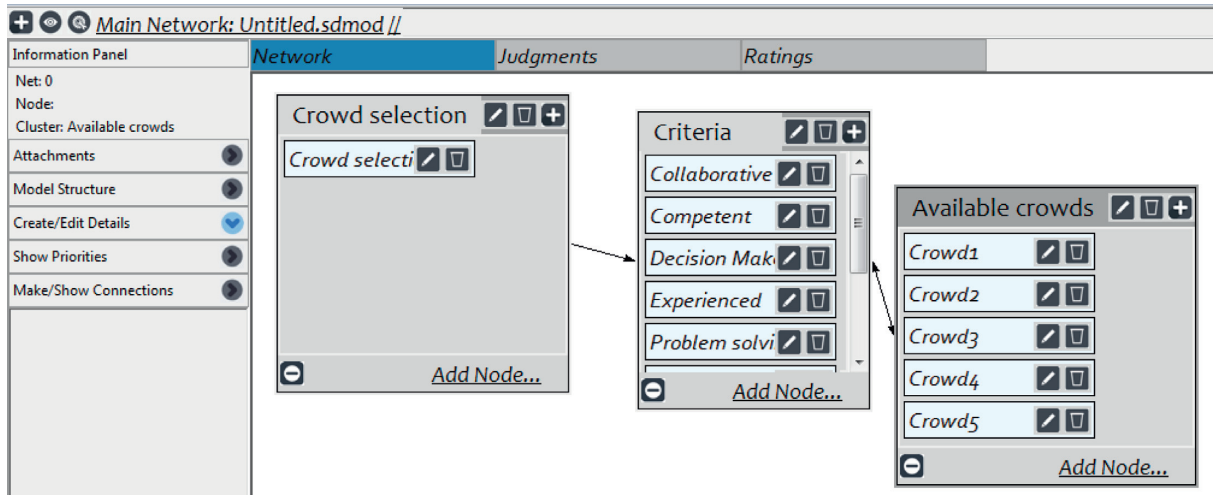 Main Network: Untitled.sdmod //
Information Panel
Net: 0
Node:
Cluster: Available crowds
Attachments
Model Structure
Create/Edit Details
Show Priorities
Make/Show Connections
Network Judgments Ratings
Crowd selection
Crowd selecti
Add Node...
Criteria
Collaborative
Competent
Decision Mak
Experienced
Problem solvi
Add Node...
Available crowds
Crowd1
Crowd2
Crowd3
Crowd4
Crowd5
Add Node...